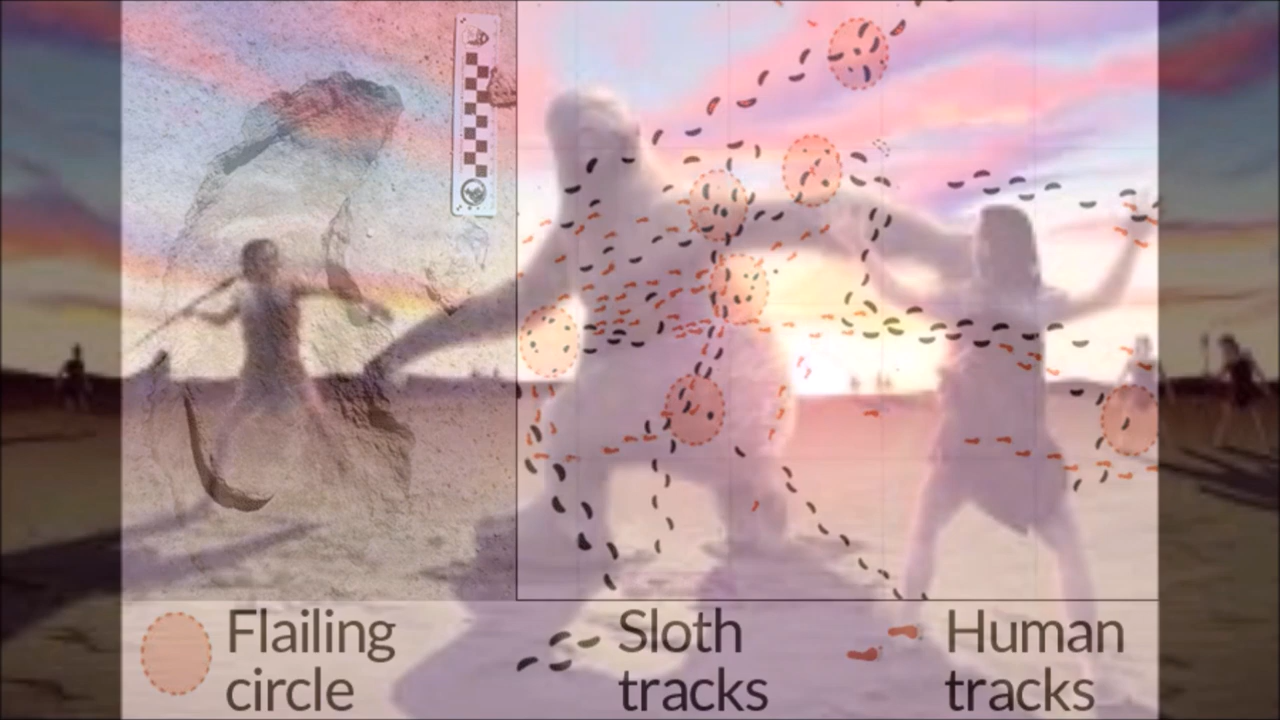 Flailing
circle
Sloth
tracks
Human
tracks